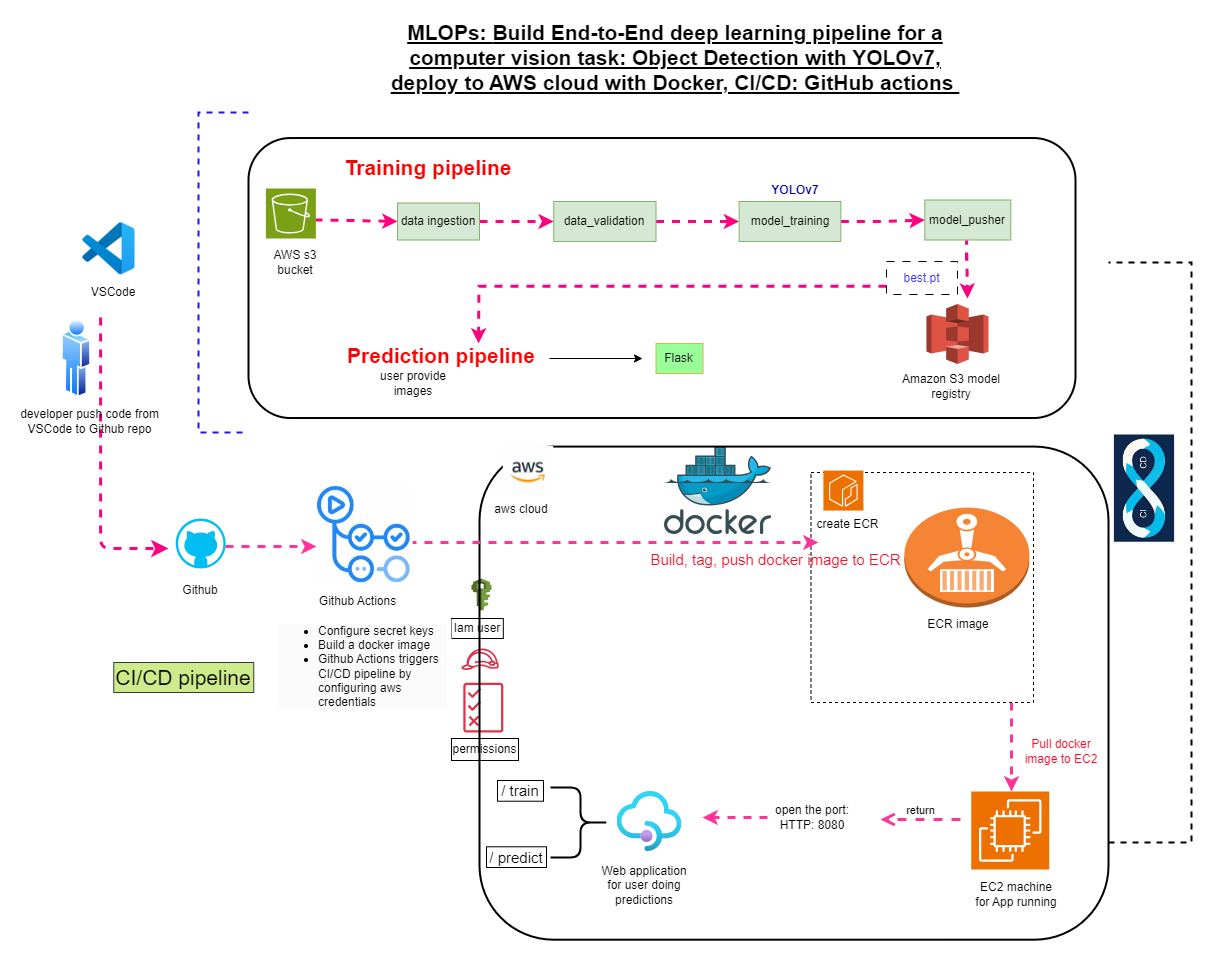 MLOPs: Build End-to-End deep learning pipeline for a
computer vision task: Object Detection with YOLOv7,
deploy to AWS cloud with Docker, CI/CD: GitHub actions
Training pipeline
YOLOv7
data ingestion
data_validation
model_training
model_pusher
AWS s3
bucket
best.pt
VSCode
Prediction pipeline
user provide
images
Flask
Amazon S3 model
registry
developer push code from
VSCode to Github repo
aws
aws cloud
docker
create ECR
CD
CI
Build, tag, push docker image to ECR
Github
Github Actions
ECR image
• Configure secret keys
• Build a docker image
• Github Actions triggers
CI/CD pipeline by
configuring aws
credentials
Iam user
CI/CD pipeline
permissions
Pull docker
image to EC2
/ train
/ predict
open the port:
HTTP: 8080
return
Web application
for user doing
predictions
EC2 machine
for App running